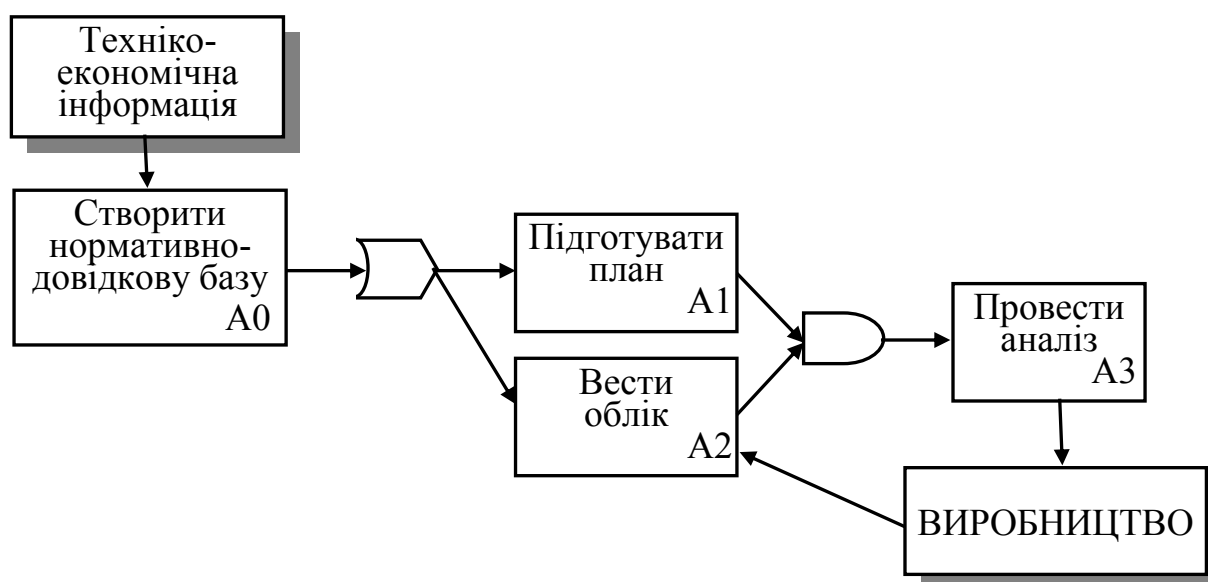 Техніко-
економічна
інформація
Створити
нормативно-
довідкову базу
А0
Підготувати
план
А1
Вести
облік
А2
Провести
аналіз
А3
ВИРОБНИЦТВО